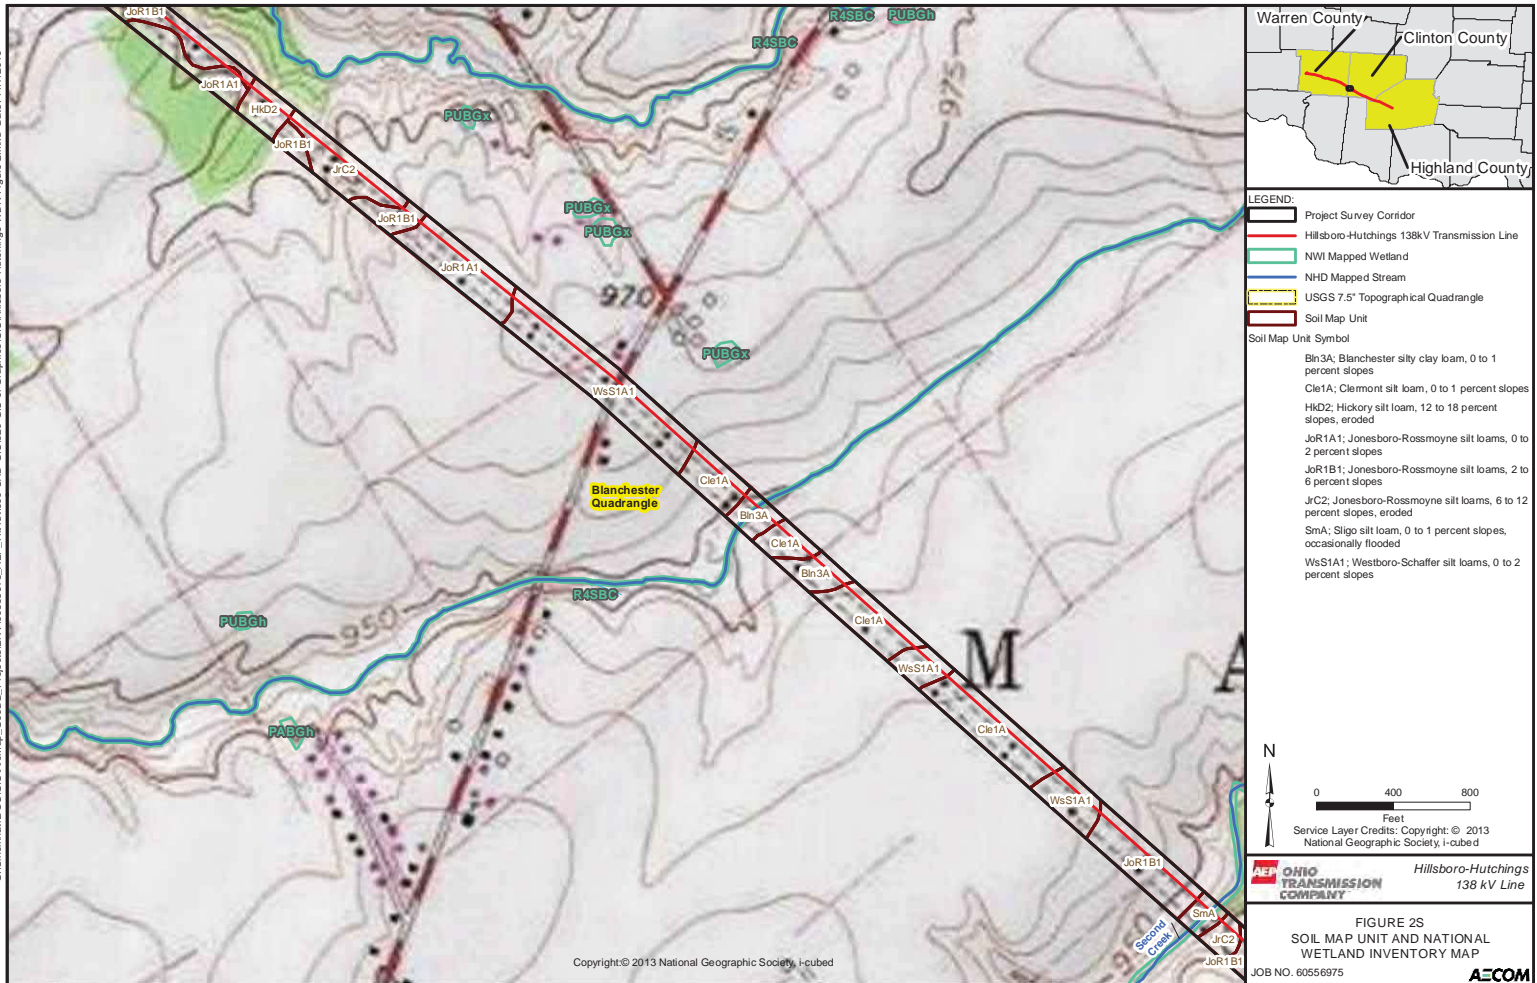 JoR1B1
R4SBC
PUBGh
R4SBC
JoR1A1
HkD2
975
PUBGx
JoR1B1
JrC2
PUBGx
JoR1B1
PUBGx
JoR1A1
970
PUBGx
WsS1A1
Cle1A
Blanchester
Quadrangle
Bln3A
Cle1A
Bln3A
R4SBC
PUBGh
950
Cle1A
WsS1A1
M
A
Cle1A
PABGh
WsS1A1
JoR1B1
SmA
Second
Creek
JrC2
JoR1B1
Copyright:© 2013 National Geographic Society, i-cubed
Warren County
Clinton County
Highland County
LEGEND:
Project Survey Corridor
Hillsboro-Hutchings 138kV Transmission Line
NWI Mapped Wetland
NHD Mapped Stream
USGS 7.5" Topographical Quadrangle
Soil Map Unit
Soil Map Unit Symbol
Bln3A; Blanchester silty clay loam, 0 to 1
percent slopes
Cle1A; Clermont silt loam, 0 to 1 percent slopes
HkD2; Hickory silt loam, 12 to 18 percent
slopes, eroded
JoR1A1; Jonesboro-Rossmoyne silt loams, 0 to
2 percent slopes
JoR1B1; Jonesboro-Rossmoyne silt loams, 2 to
6 percent slopes
JrC2; Jonesboro-Rossmoyne silt loams, 6 to 12
percent slopes, eroded
SmA; Sligo silt loam, 0 to 1 percent slopes,
occasionally flooded
WsS1A1; Westboro-Schaffer silt loams, 0 to 2
percent slopes
N
0 400 800
Feet
Service Layer Credits: Copyright: © 2013
National Geographic Society, i-cubed
AEP OHIO
TRANSMISSION
COMPANY
Hillsboro-Hutchings
138 kV Line
FIGURE 2S
SOIL MAP UNIT AND NATIONAL
WETLAND INVENTORY MAP
JOB NO. 60556975
AECOM